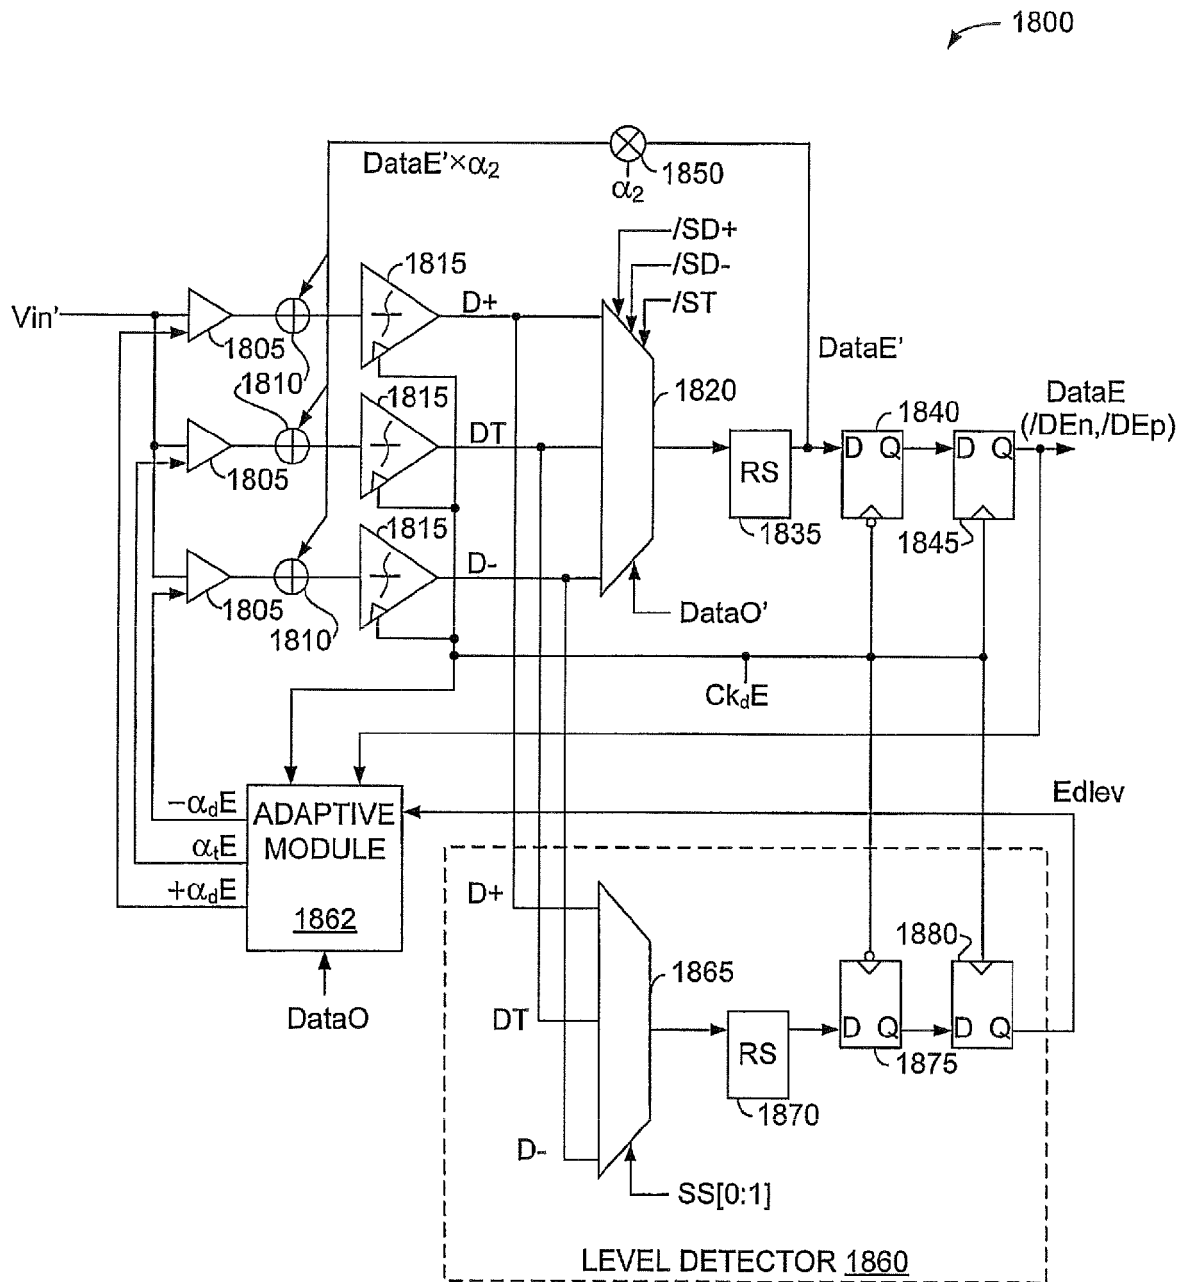 1800
DataE'×α₂
1850
α₂
/SD+
/SD-
/ST
1815
Vin'
D+
1805
DataE'
1810
1815
1820
DataE
(/DEn,/DEp)
1840
DT
D Q
D Q
1805
RS
1815
1835
1845
D-
1805
1810
DataO'
CkdE
–αdE
ADAPTIVE
MODULE
Edlev
αtE
+αdE
1862
D+
1880
1865
DataO
DT
D Q
D Q
RS
1875
1870
D-
SS[0:1]
LEVEL DETECTOR 1860